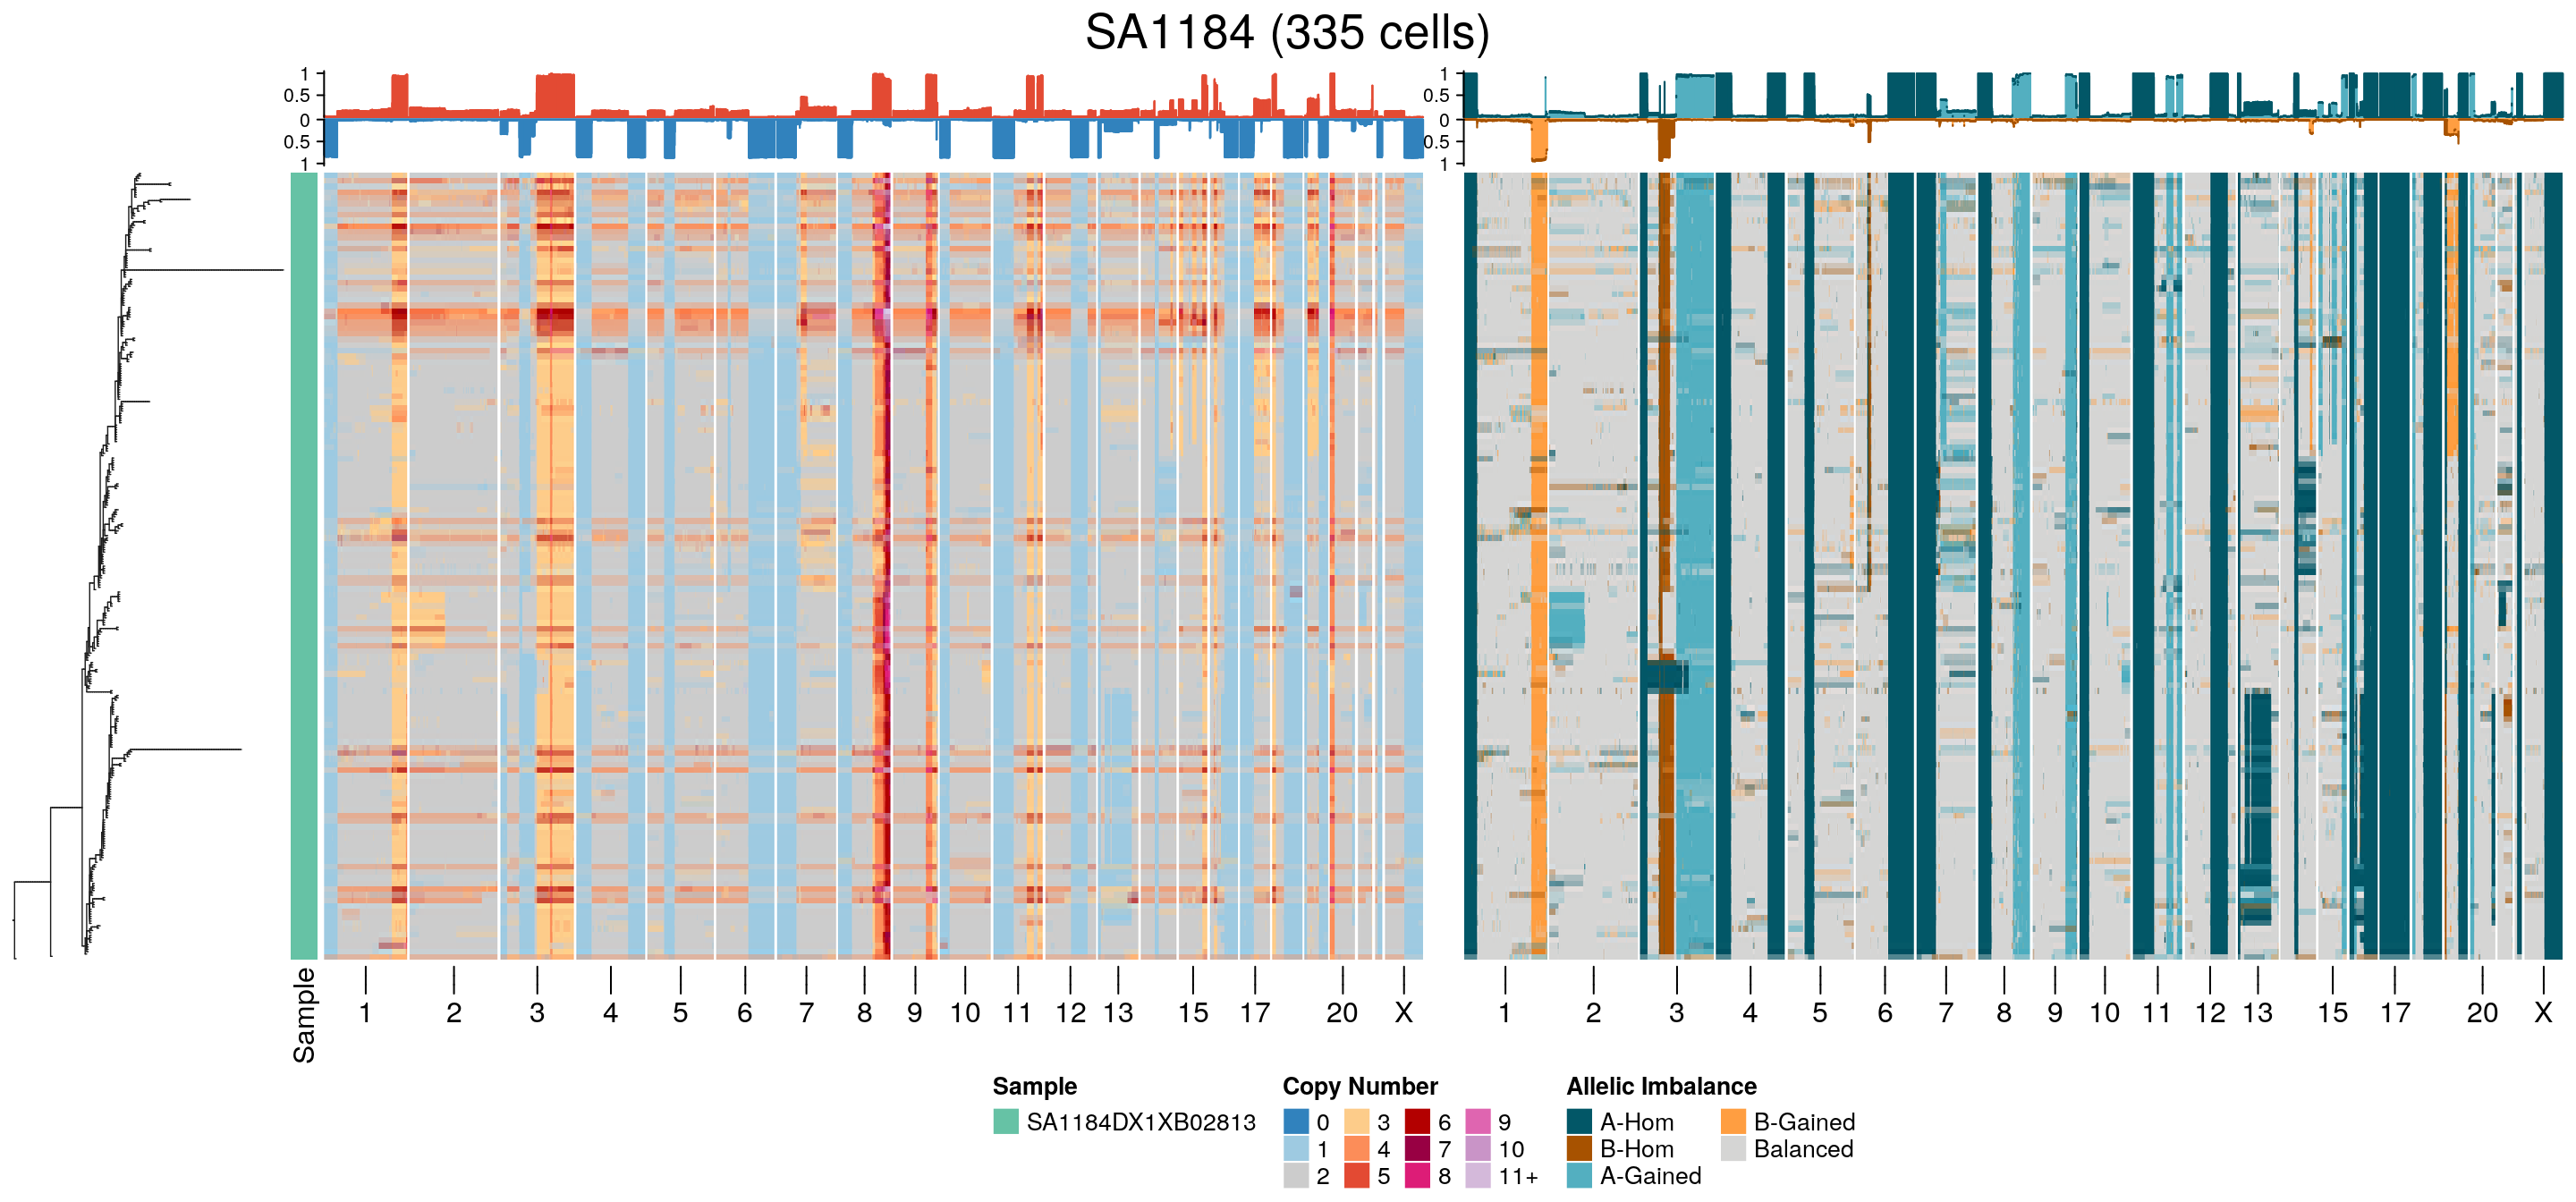 SA1184 (335 cells)
1
0.5
0
0.5
1
1
0.5
0
0.5
1
Sample
1 2 3 4 5 6 7 8 9 10 11 12 13 15 17 20 X
1 2 3 4 5 6 7 8 9 10 11 12 13 15 17 20 X
Sample
SA1184DX1XB02813
Copy Number
0 3 6 9
1 4 7 10
2 5 8 11+
Allelic Imbalance
A-Hom B-Gained
B-Hom Balanced
A-Gained